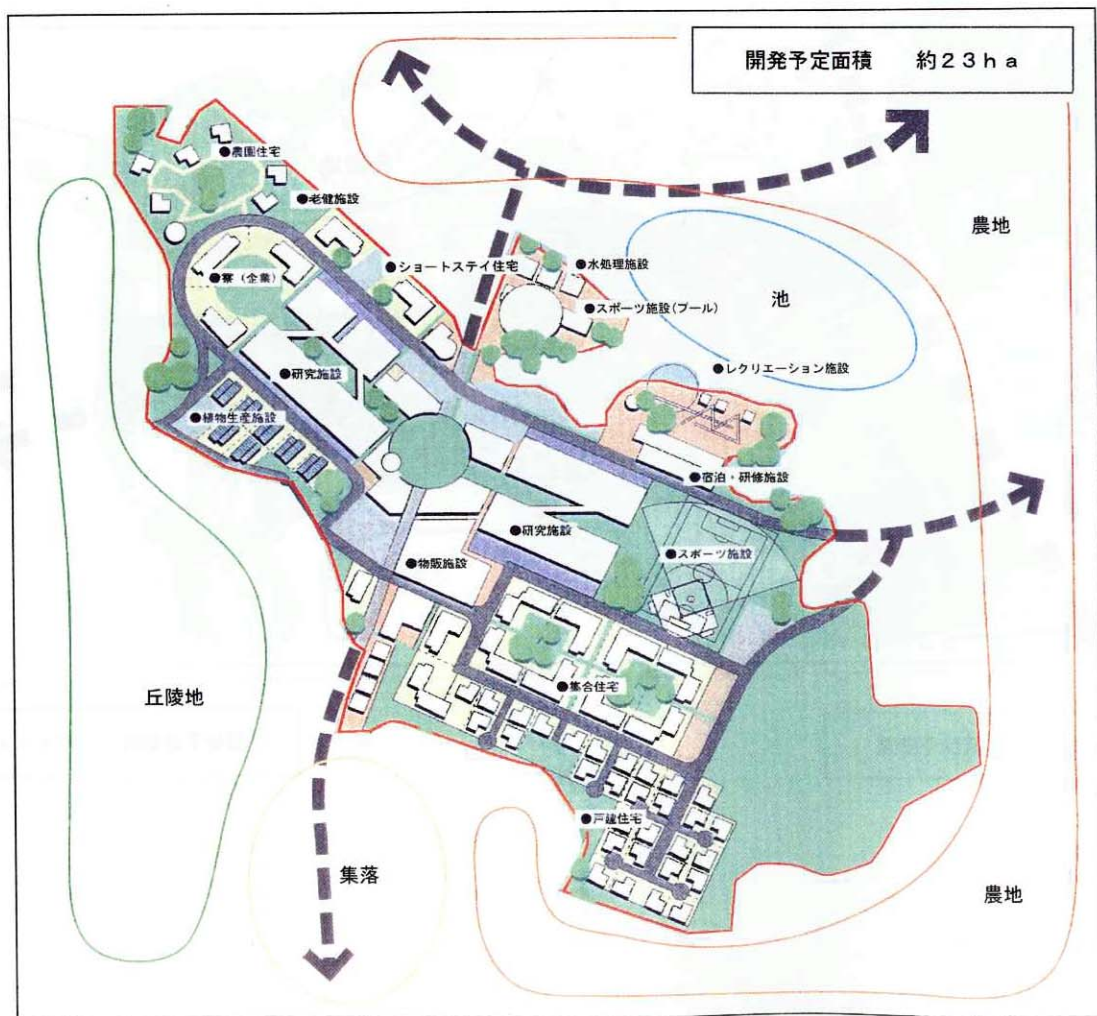 開発予定面積　約23ha
●農園住宅
●老健施設
農地
●ショートステイ住宅
●水処理施設
●寮（企業）
池
●スポーツ施設(プール)
●レクリエーション施設
●研究施設
●植物生産施設
●宿泊・研修施設
●研究施設
●スポーツ施設
●物販施設
●集合住宅
丘陵地
●戸建住宅
集落
農地